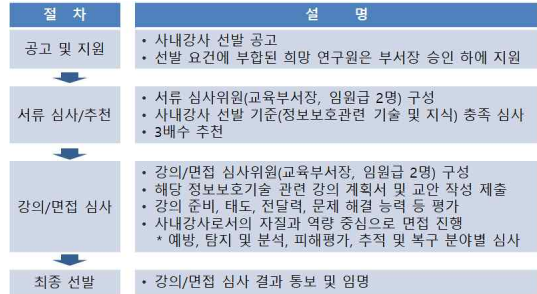 절 차
설 명
공고 및 지원
• 사내강사 선발 공고
• 선발 요건에 부합된 희망 연구원은 부서장 승인 하에 지원
서류 심사/추천
• 서류 심사위원(교육부서장, 임원급 2명) 구성
• 사내강사 선발 기준(정보보호관련 기술 및 지식) 충족 심사
• 3배수 추천
강의/면접 심사
• 강의/면접 심사위원(교육부서장, 임원급 2명) 구성
• 해당 정보보호기술 관련 강의 계획서 및 교안 작성 제출
• 강의 준비, 태도, 전달력, 문제 해결 능력 등 평가
• 사내강사로서의 자질과 역량 중심으로 면접 진행
* 예방, 탐지 및 분석, 피해평가, 추적 및 복구 분야별 심사
최종 선발
• 강의/면접 심사 결과 통보 및 임명